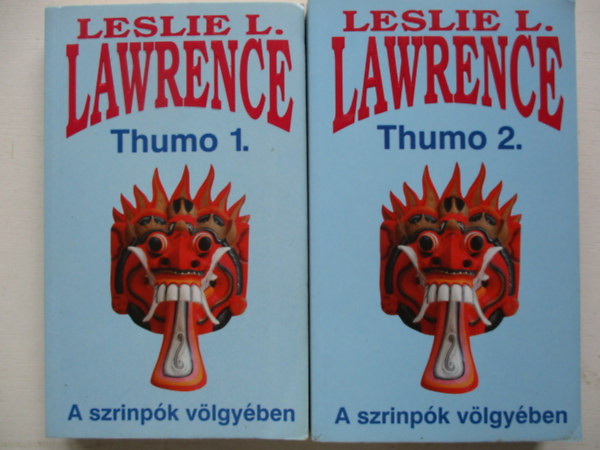 LESLIE L.
LAWRENCE
Thumo 1.
A szrinpók völgyében
LESLIE L.
LAWRENCE
Thumo 2.
A szrinpók völgyében